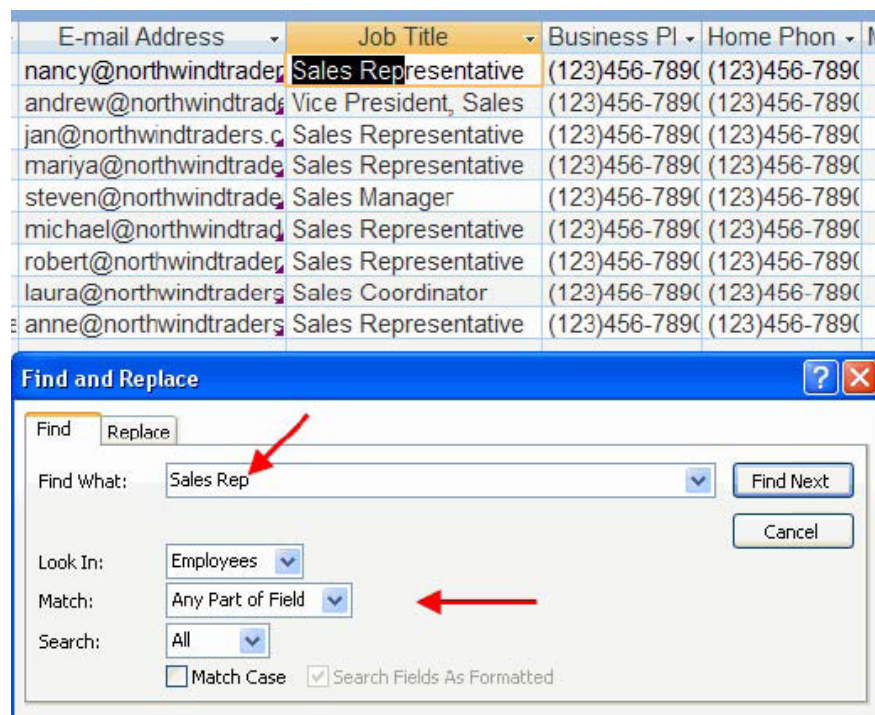 E-mail Address Job Title Business Pl Home Phon
nancy@northwindtrader Sales Representative (123)456-789( (123)456-789(
andrew@northwindtrade Vice President, Sales (123)456-789( (123)456-789(
jan@northwindtraders.c Sales Representative (123)456-789( (123)456-789(
mariya@northwindtrade Sales Representative (123)456-789( (123)456-789(
steven@northwindtrade Sales Manager (123)456-789( (123)456-789(
michael@northwindtrad Sales Representative (123)456-789( (123)456-789(
robert@northwindtrader Sales Representative (123)456-789( (123)456-789(
laura@northwindtraders Sales Coordinator (123)456-789( (123)456-789(
anne@northwindtraders Sales Representative (123)456-789( (123)456-789(
Find and Replace
Find Replace
Find What: Sales Rep Find Next
Cancel
Look In: Employees
Match: Any Part of Field
Search: All
Match Case Search Fields As Formatted